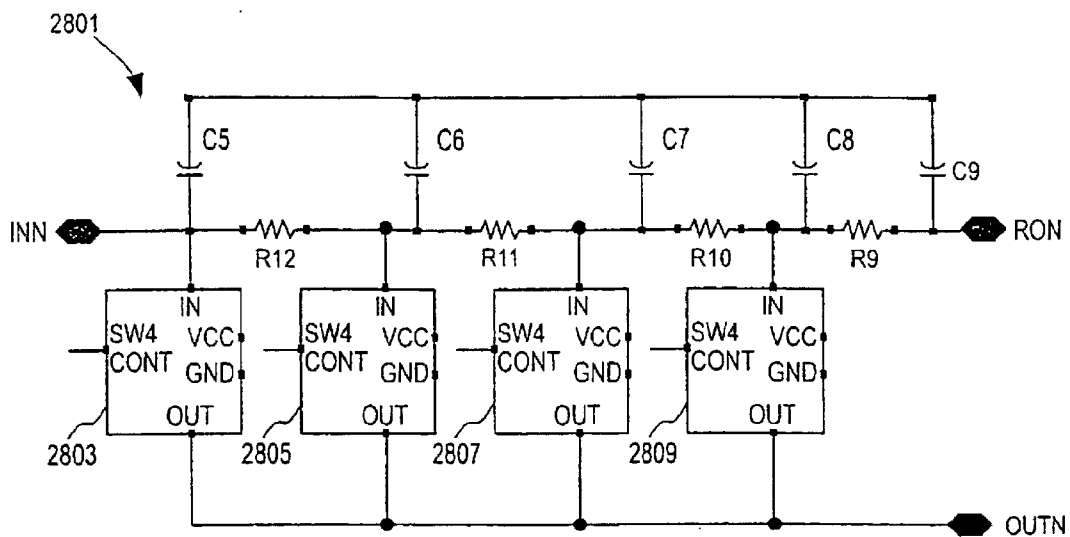 2801
C5
C6
C7
C8
C9
INN
R12
R11
R10
R9
RON
IN
SW4
CONT
VCC
GND
OUT
2803
IN
SW4
CONT
VCC
GND
OUT
2805
IN
SW4
CONT
VCC
GND
OUT
2807
IN
SW4
CONT
VCC
GND
OUT
2809
OUTN